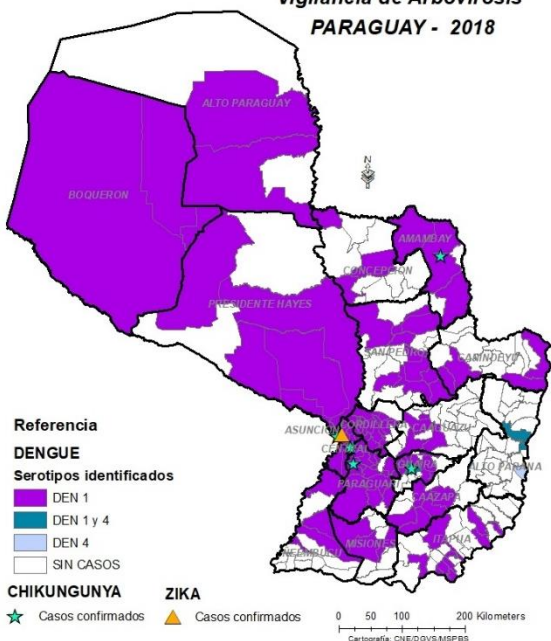 Vigilancia de Arbovirosis
PARAGUAY - 2018
ALTO PARAGUAY
BOQUERON
N
AMAMBAY
CONCEPCION
PRESIDENTE HAYES
SAN PEDRO
CANINDEYU
ASUNCION
CORDILLERA
CAAGUAZU
CENTRAL
ALTO PARANA
GUAIRA
PARAGUARI
CAAZAPA
MISIONES
ITAPUA
ÑEEMBUCU
Referencia
DENGUE
Serotipos identificados
DEN 1
DEN 1 y 4
DEN 4
SIN CASOS
CHIKUNGUNYA
ZIKA
Casos confirmados
Casos confirmados
0 50 100 200 Kilometers
Cartografía: CNE/DGVS/MSPBS